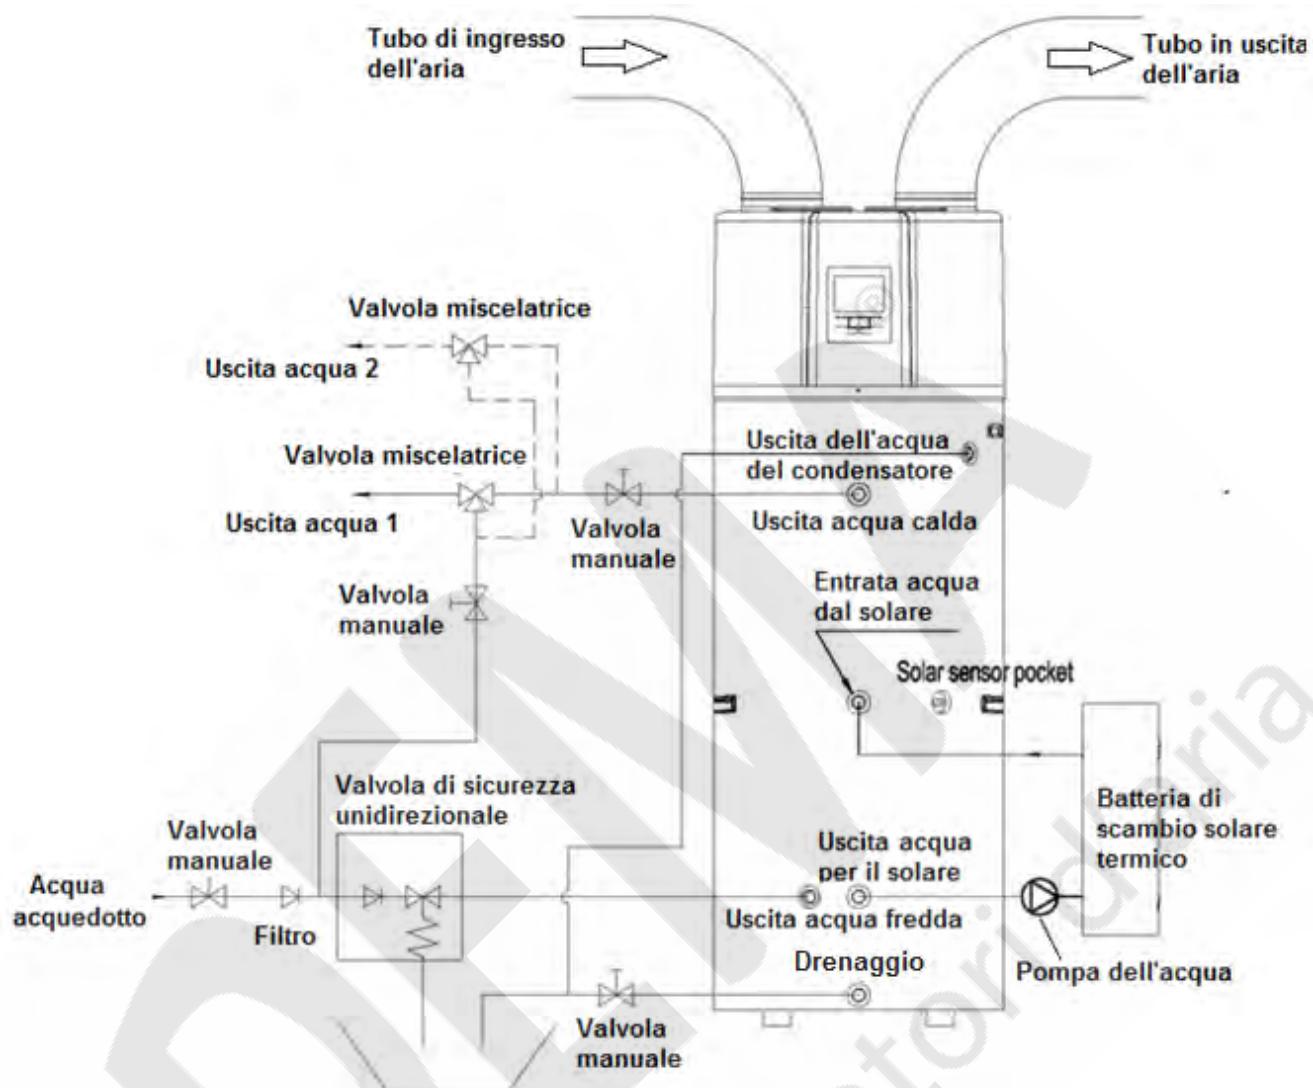 Tubo di ingresso
dell'aria
Tubo in uscita
dell'aria
Valvola miscelatrice
Uscita acqua 2
Valvola miscelatrice
Uscita acqua 1
Valvola
manuale
Uscita dell'acqua
del condensatore
Uscita acqua calda
Valvola
manuale
Entrata acqua
dal solare
Solar sensor pocket
Valvola di sicurezza
unidirezionale
Valvola
manuale
Acqua
acquedotto
Filtro
Uscita acqua
per il solare
Uscita acqua fredda
Batteria di
scambio solare
termico
Drenaggio
Pompa dell'acqua
Valvola
manuale